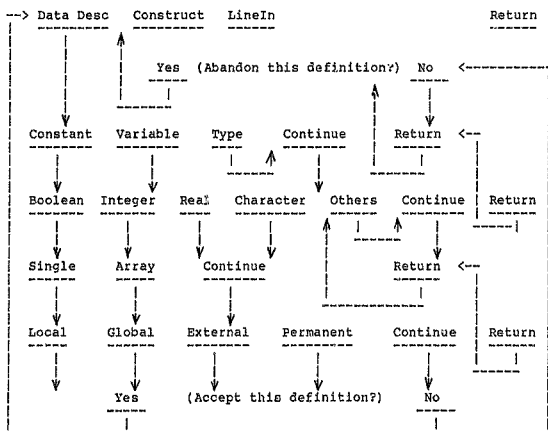 Data Desc Construct LineIn Return
Yes (Abandon this definition?) No
Constant Variable Type Continue Return
Boolean Integer Real Character Others Continue Return
Single Array Continue Return
Local Global External Permanent Continue Return
Yes (Accept this definition?) No